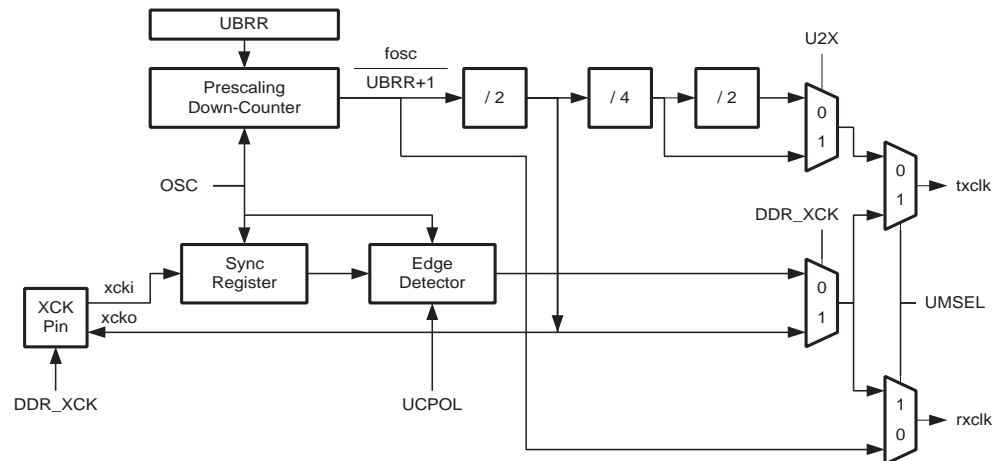 UBRR
U2X
fosc
UBRR+1
Prescaling
Down-Counter
/ 2
/ 4
/ 2
0
1
OSC
0
1
txclk
DDR_XCK
Sync
Register
Edge
Detector
xcki
0
1
UMSEL
XCK
Pin
xcko
DDR_XCK
UCPOL
1
0
rxclk